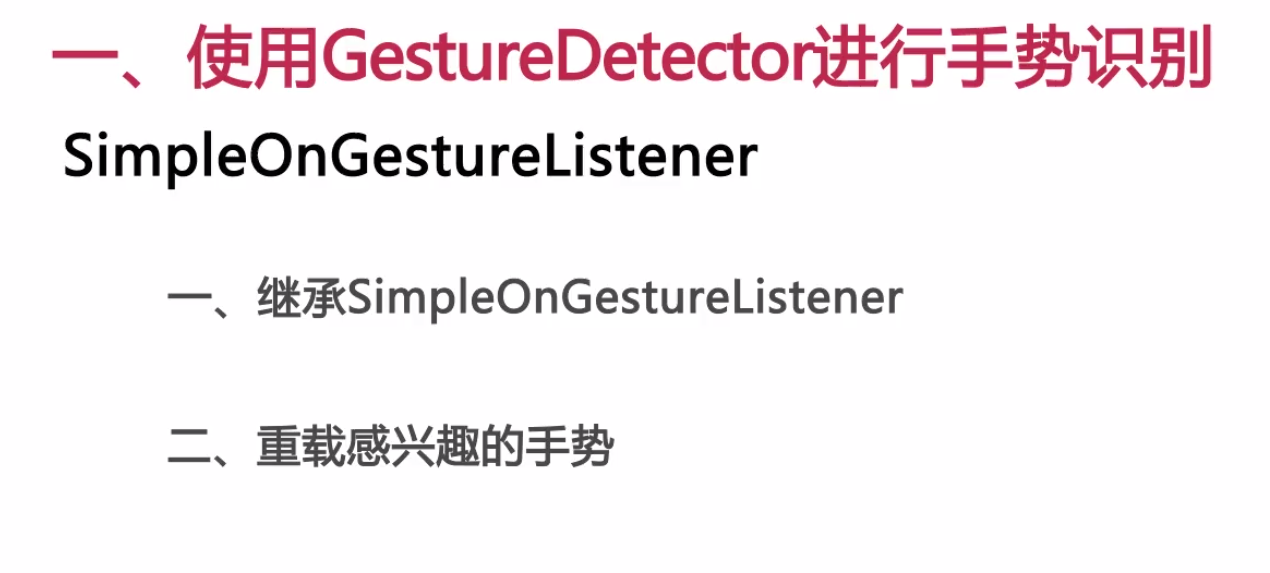 一、使用GestureDetector进行手势识别
SimpleOnGestureListener
一、继承SimpleOnGestureListener
二、重载感兴趣的手势